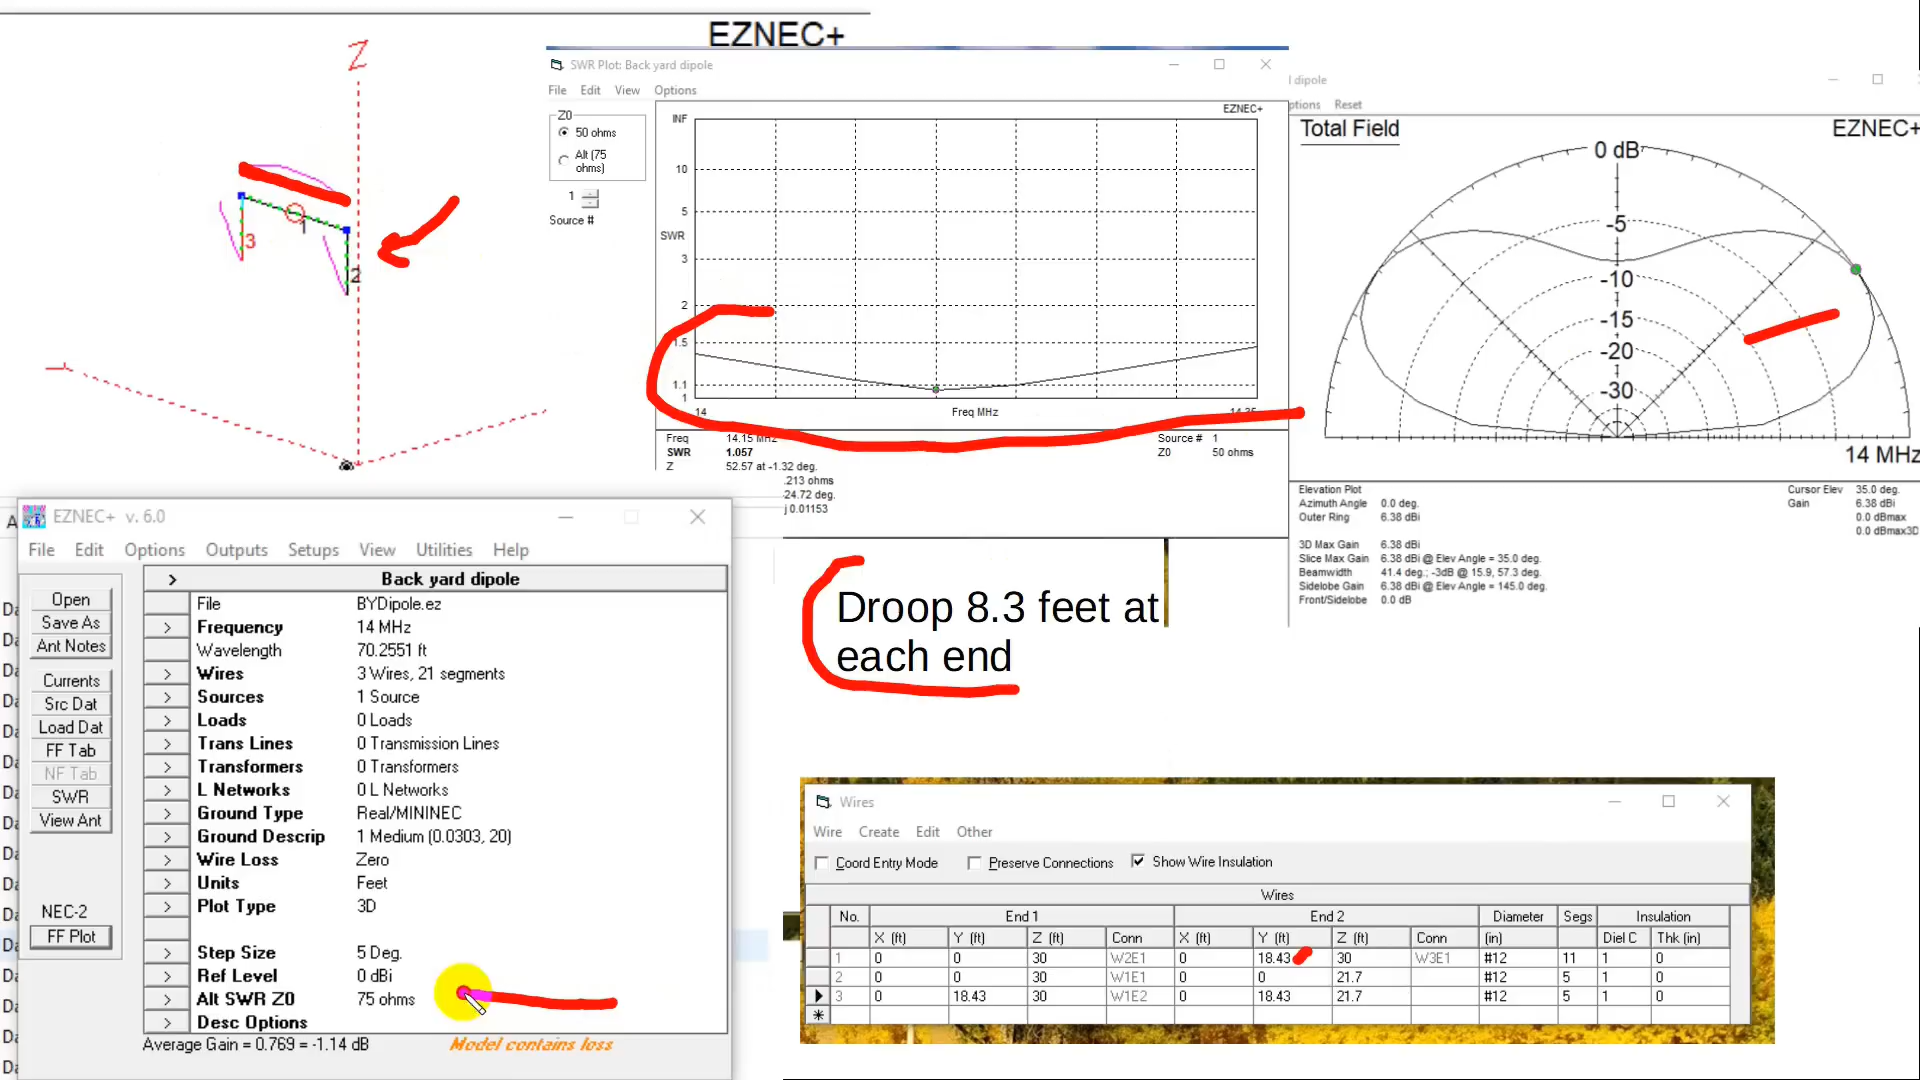 EZNEC+
Z
SWR Plot: Back yard dipole
File Edit View Options
Z0
50 ohms
Alt (75
ohms)
1
Source #
EZNEC+
INF
10
5
SWR
3
2
1.5
1.1
1
14
Freq MHz
Freq 14.15 MHz
SWR 1.057
Z 52.57 at -1.32 deg.
.213 ohms
24.72 deg.
j 0.01153
Source # 1
Z0 50 ohms
1
2
3
l dipole
ptions Reset
Total Field
EZNEC+
0 dB
-5
-10
-15
-20
-30
14 MHz
Elevation Plot
Azimuth Angle 0.0 deg.
Outer Ring 6.38 dBi
3D Max Gain 6.38 dBi
Slice Max Gain 6.38 dBi @ Elev Angle = 35.0 deg.
Beamwidth 41.4 deg.; -3dB @ 15.9, 57.3 deg.
Sidelobe Gain 6.38 dBi @ Elev Angle = 145.0 deg.
Front/Sidelobe 0.0 dB
Cursor Elev 35.0 deg.
Gain 6.38 dBi
0.0 dBmax
0.0 dBmax3D
EZNEC+ v. 6.0
File Edit Options Outputs Setups View Utilities Help
Open
Save As
Ant Notes
Currents
Src Dat
Load Dat
FF Tab
NF Tab
SWR
View Ant
NEC-2
FF Plot
> Back yard dipole
File BYDipole.ez
> Frequency 14 MHz
Wavelength 70.2551 ft
> Wires 3 Wires, 21 segments
> Sources 1 Source
> Loads 0 Loads
> Trans Lines 0 Transmission Lines
> Transformers 0 Transformers
> L Networks 0 L Networks
> Ground Type Real/MININEC
> Ground Descrip 1 Medium (0.0303, 20)
> Wire Loss Zero
> Units Feet
> Plot Type 3D
> Step Size 5 Deg.
> Ref Level 0 dBi
> Alt SWR Z0 75 ohms
> Desc Options
Average Gain = 0.769 = -1.14 dB
Model contains loss
Droop 8.3 feet at
each end
Wires
Wire Create Edit Other
Coord Entry Mode Preserve Connections Show Wire Insulation
Wires
No. End 1 End 2 Diameter Segs Insulation
X (ft) Y (ft) Z (ft) Conn X (ft) Y (ft) Z (ft) Conn (in) Diel C Thk (in)
1 0 0 30 W2E1 0 18.43 30 W3E1 #12 11 1 0
2 0 0 30 W1E1 0 0 21.7 #12 5 1 0
3 0 18.43 30 W1E2 0 18.43 21.7 #12 5 1 0